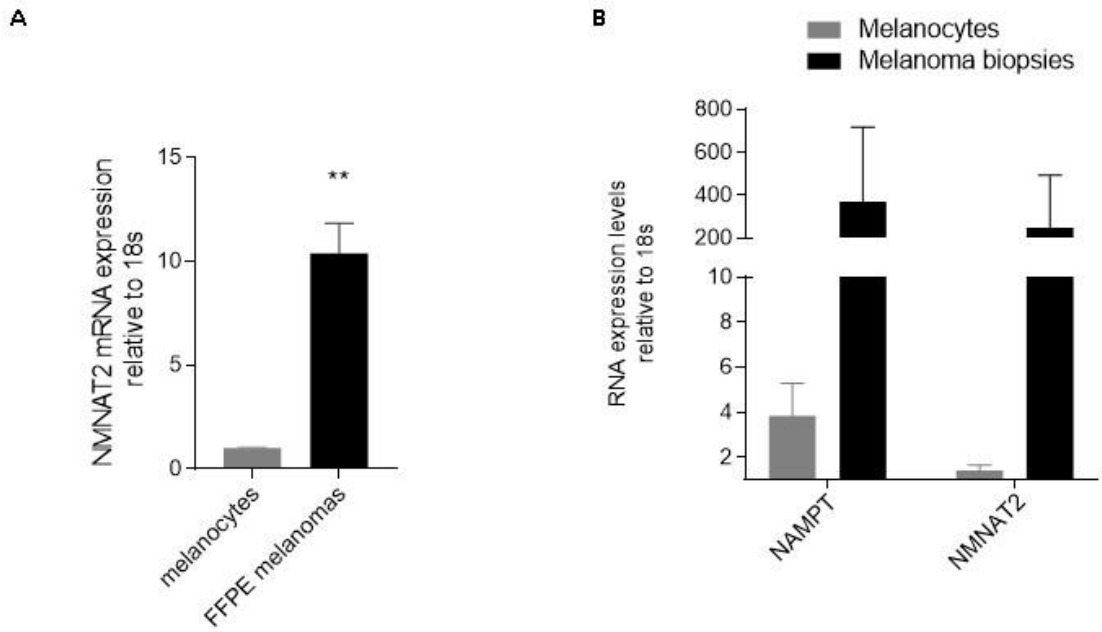 A
NMNAT2 mRNA expression
relative to 18s
15
10
5
0
**
melanocytes
FFPE melanomas
B
Melanocytes
Melanoma biopsies
RNA expression levels
relative to 18s
800
600
400
200
10
8
6
4
2
NAMPT
NMNAT2